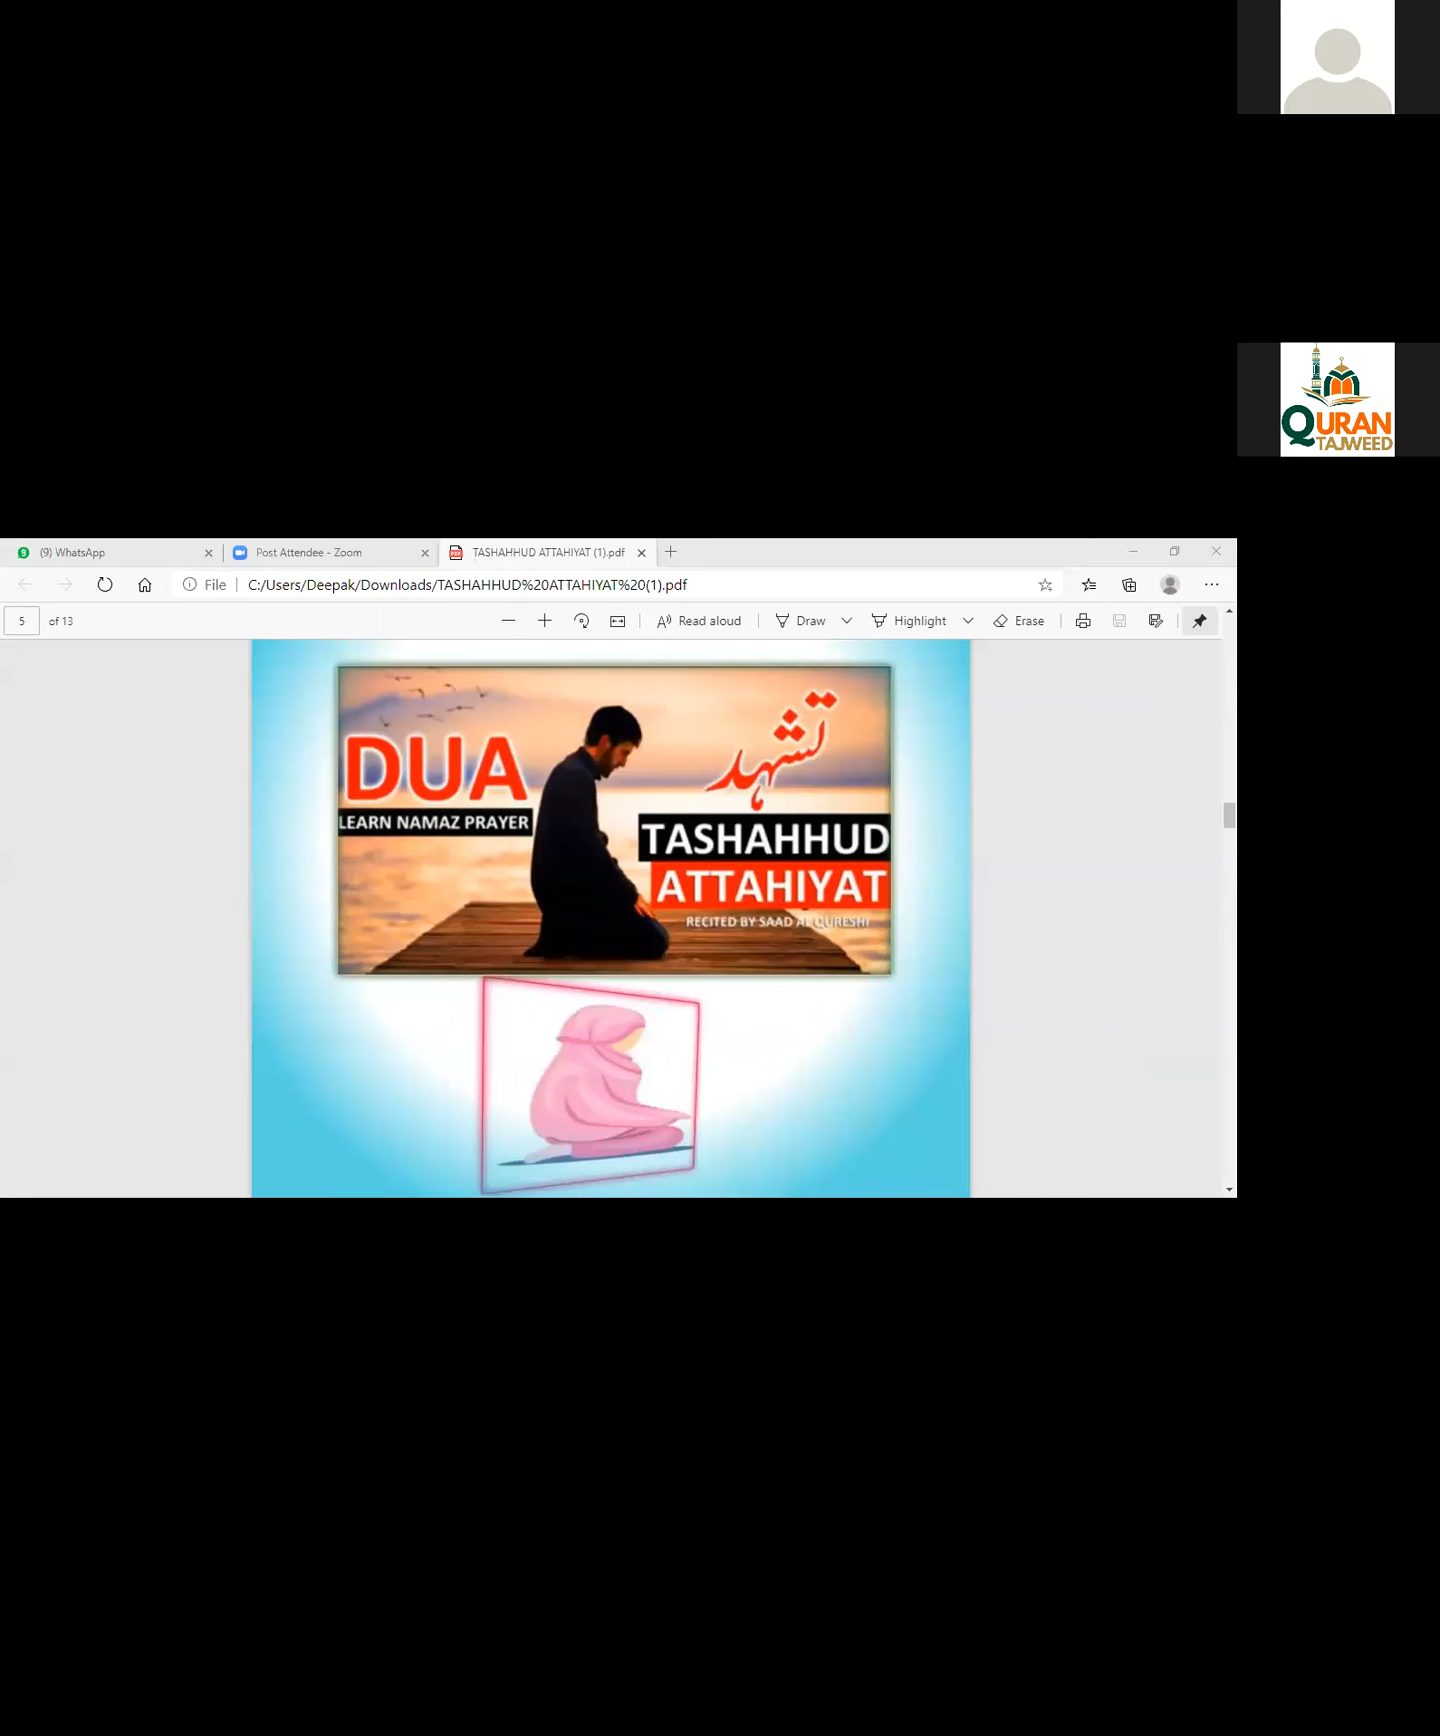 QURAN
TAJWEED
(9) WhatsApp
Post Attendee - Zoom
TASHAHHUD ATTAHIYAT (1).pdf
File
C:/Users/Deepak/Downloads/TASHAHHUD%20ATTAHIYAT%20(1).pdf
5 of 13
Read aloud
Draw
Highlight
Erase
DUA
LEARN NAMAZ PRAYER
تشہد
TASHAHHUD
ATTAHIYAT
RECITED BY SAAD AL QURESHI